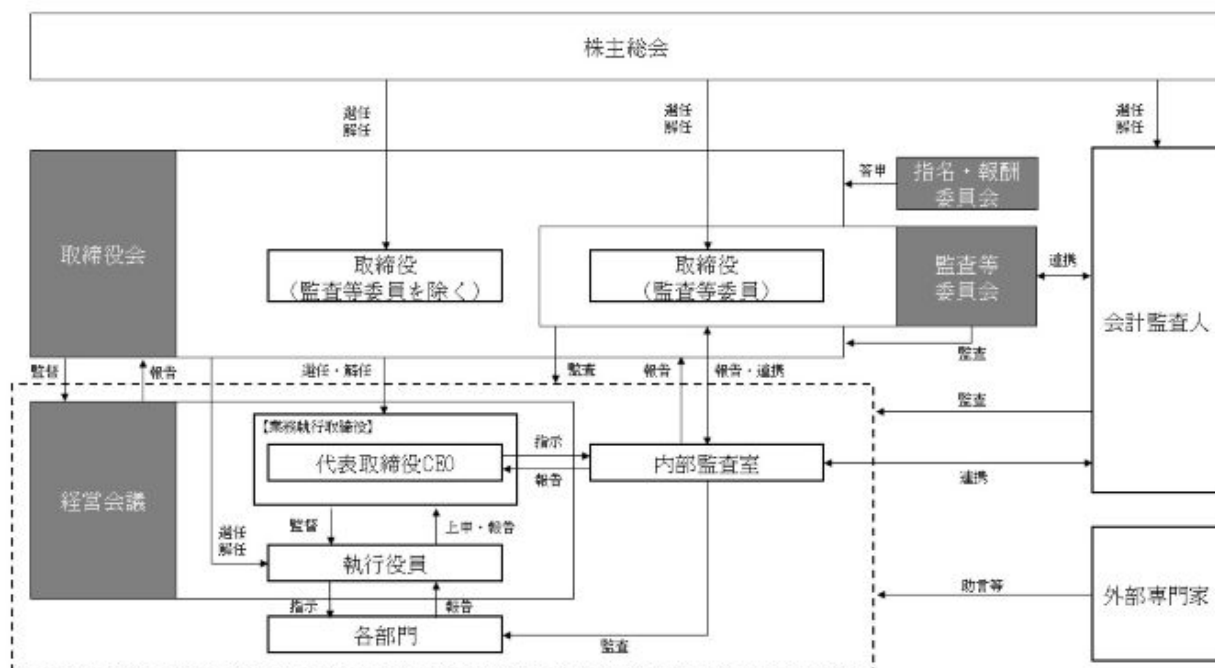 株主総会
選任
解任
選任
解任
選任
解任
答申
指名・報酬
委員会
取締役会
取締役
（監査等委員を除く）
取締役
（監査等委員）
監査等
委員会
連携
会計監査人
監査
監督
報告
選任・解任
監査
報告
報告・連携
監査
【業務執行取締役】
代表取締役CEO
指示
報告
内部監査室
連携
経営会議
選任
解任
監督
上申・報告
執行役員
指示
報告
各部門
監査
助言等
外部専門家